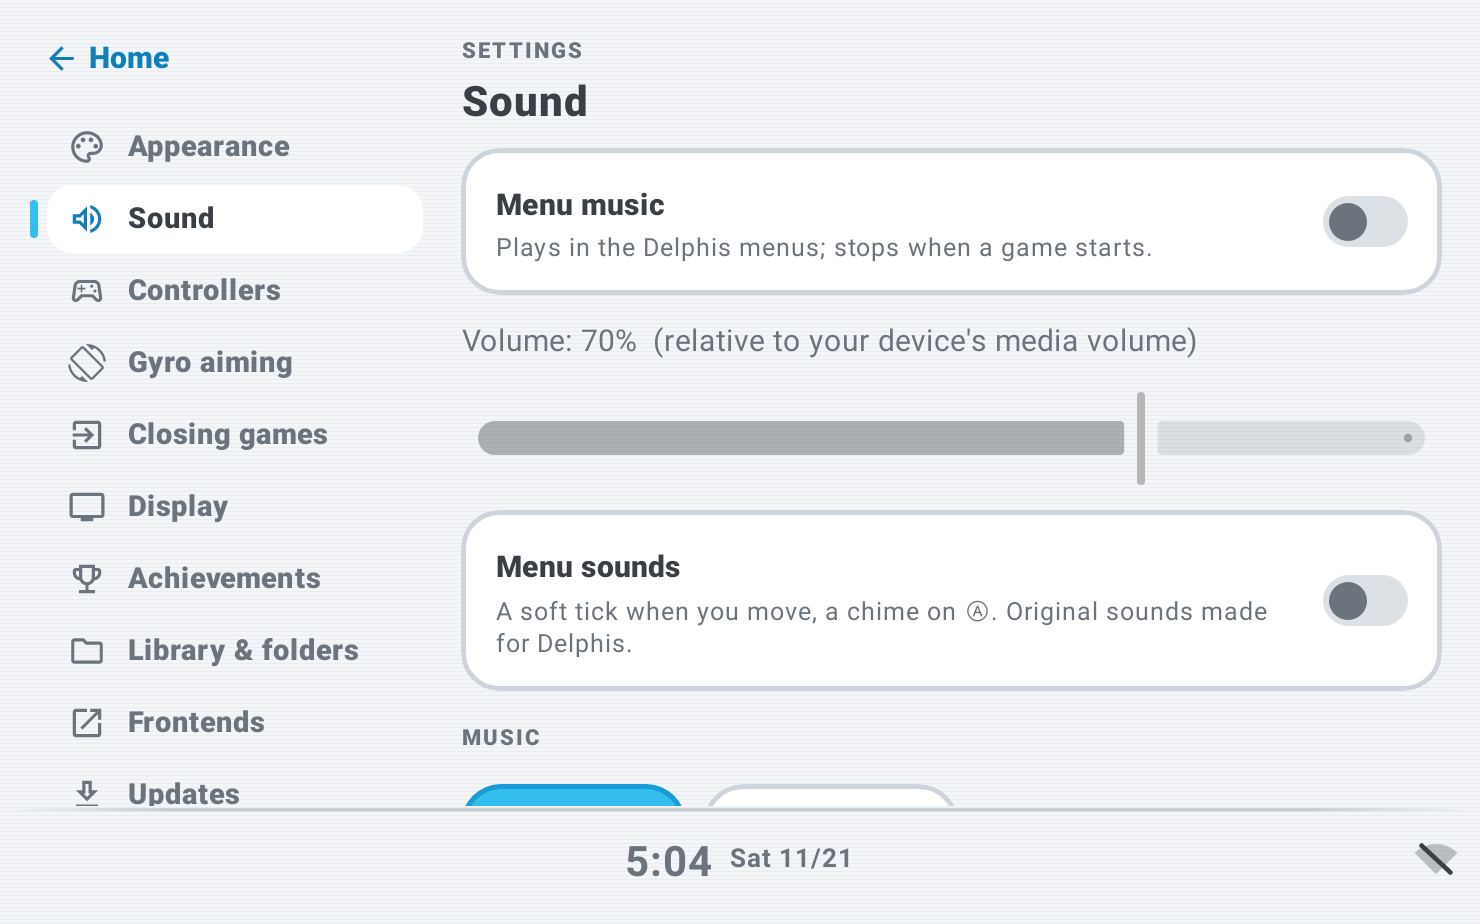 Home
Appearance
Sound
Controllers
Gyro aiming
Closing games
Display
Achievements
Library & folders
Frontends
Updates
SETTINGS
Sound
Menu music
Plays in the Delphis menus; stops when a game starts.
Volume: 70%  (relative to your device's media volume)
Menu sounds
A soft tick when you move, a chime on Ⓐ. Original sounds made
for Delphis.
MUSIC
5:04 Sat 11/21